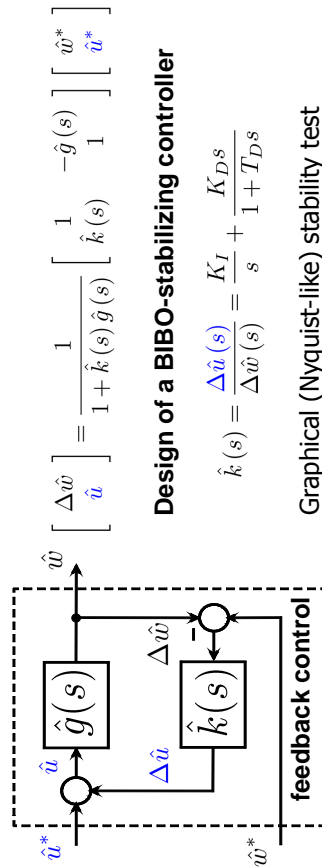 û*
û
ĝ(s)
ŵ
Δû
k̂(s)
Δŵ
−
feedback control
ŵ*
[ Δŵ û ] = 1 / (1 + k̂(s) ĝ(s)) [ 1 −ĝ(s) k̂(s) 1 ] [ ŵ* û* ]
Design of a BIBO-stabilizing controller
k̂(s) = Δû(s) / Δŵ(s) = K_I / s + K_D s / (1 + T_D s)
Graphical (Nyquist-like) stability test